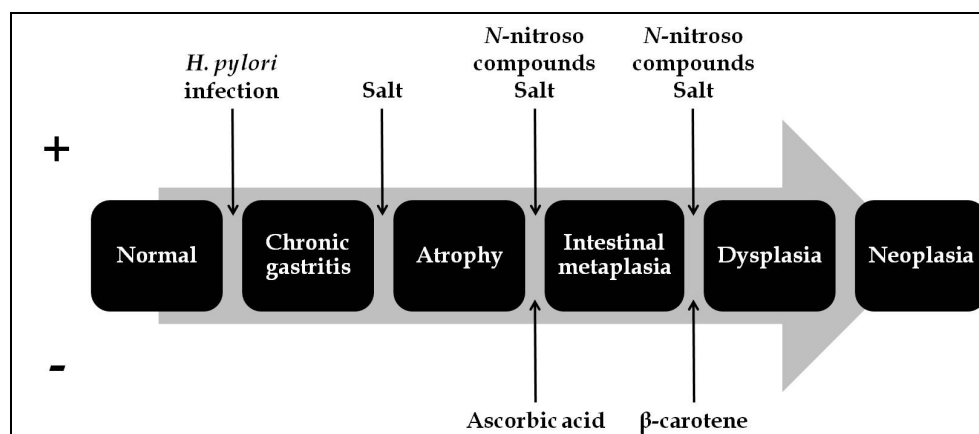 H. pylori
infection
Salt
N-nitroso
compounds
Salt
N-nitroso
compounds
Salt
+
Normal
Chronic
gastritis
Atrophy
Intestinal
metaplasia
Dysplasia
Neoplasia
-
Ascorbic acid
β-carotene